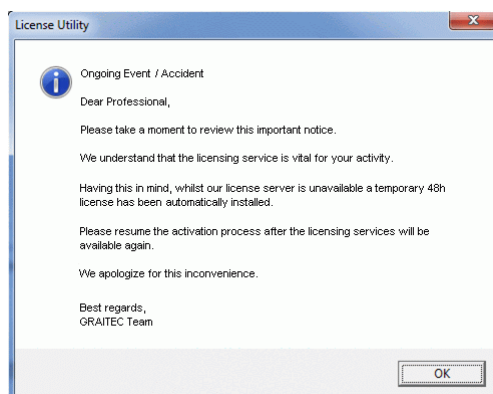 License Utility
Ongoing Event / Accident
Dear Professional,
Please take a moment to review this important notice.
We understand that the licensing service is vital for your activity.
Having this in mind, whilst our license server is unavailable a temporary 48h
license has been automatically installed.
Please resume the activation process after the licensing services will be
available again.
We apologize for this inconvenience.
Best regards,
GRAITEC Team
OK